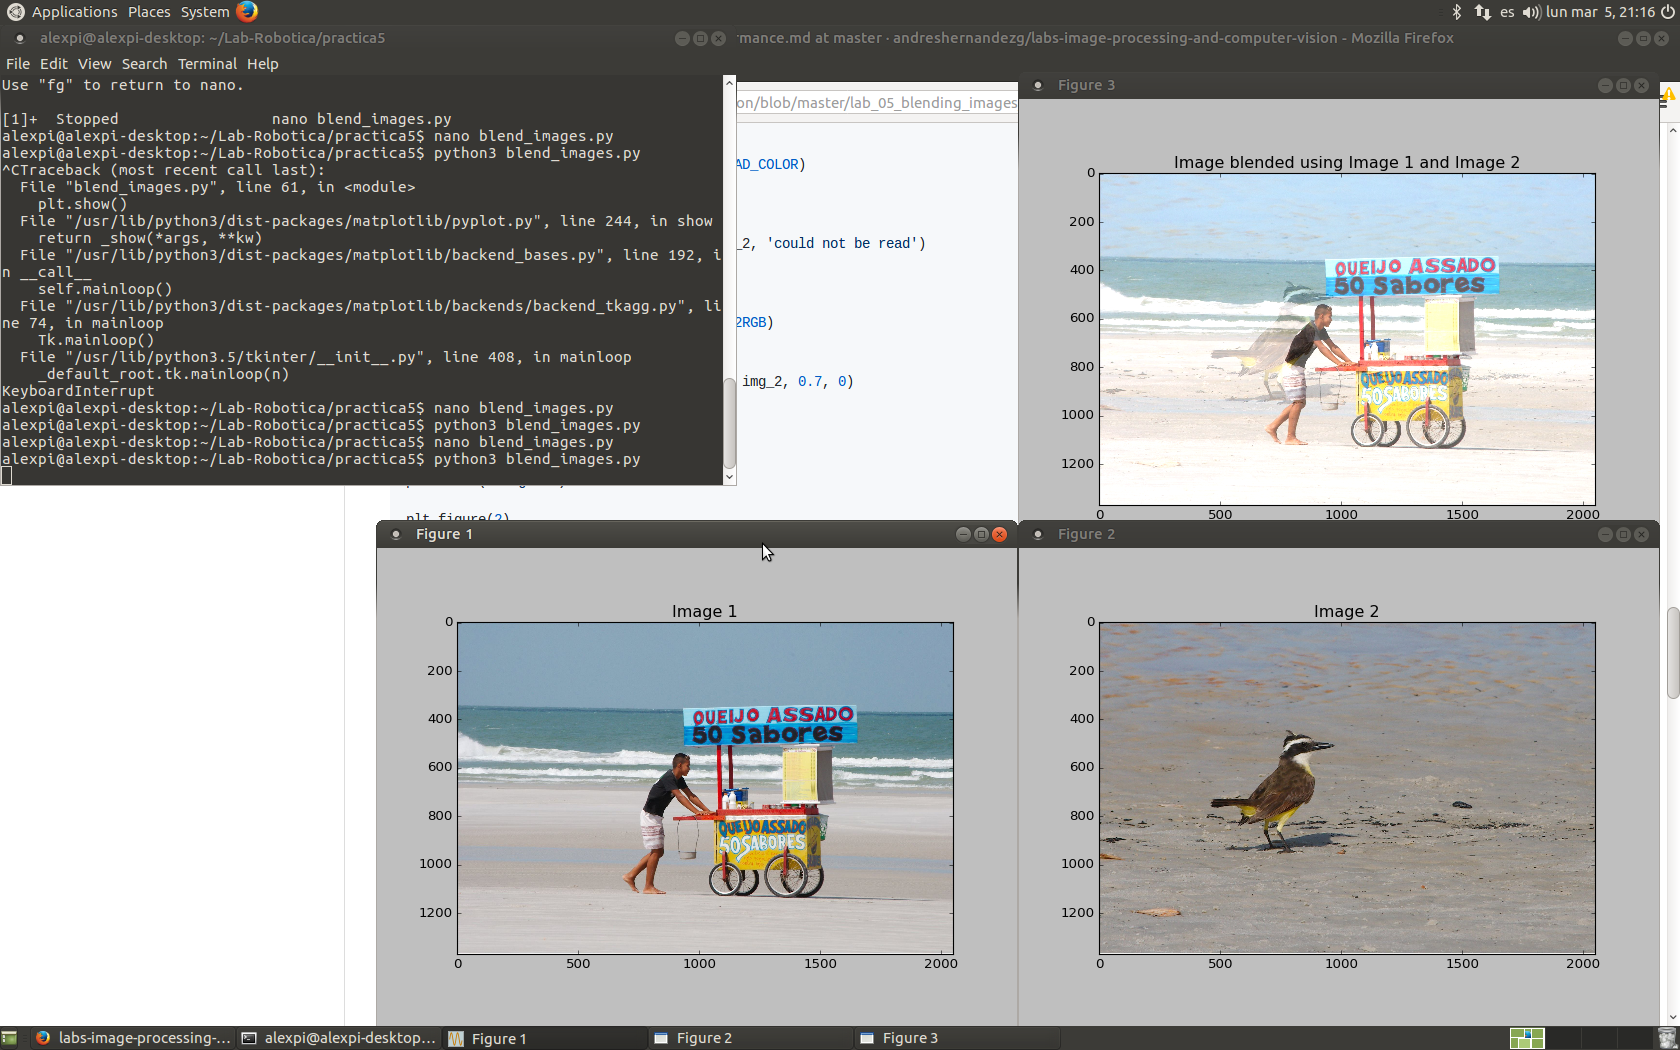 Applications Places System
es lun mar 5, 21:16
alexpi@alexpi-desktop: ~/Lab-Robotica/practica5
rmance.md at master · andreshernandezg/labs-image-processing-and-computer-vision - Mozilla Firefox
File Edit View Search Terminal Help
Use "fg" to return to nano.
[1]+  Stopped                 nano blend_images.py
alexpi@alexpi-desktop:~/Lab-Robotica/practica5$ nano blend_images.py
alexpi@alexpi-desktop:~/Lab-Robotica/practica5$ python3 blend_images.py
^CTraceback (most recent call last):
  File "blend_images.py", line 61, in <module>
    plt.show()
  File "/usr/lib/python3/dist-packages/matplotlib/pyplot.py", line 244, in show
    return _show(*args, **kw)
  File "/usr/lib/python3/dist-packages/matplotlib/backend_bases.py", line 192, i
n __call__
    self.mainloop()
  File "/usr/lib/python3/dist-packages/matplotlib/backends/backend_tkagg.py", li
ne 74, in mainloop
    Tk.mainloop()
  File "/usr/lib/python3.5/tkinter/__init__.py", line 408, in mainloop
    _default_root.tk.mainloop(n)
KeyboardInterrupt
alexpi@alexpi-desktop:~/Lab-Robotica/practica5$ nano blend_images.py
alexpi@alexpi-desktop:~/Lab-Robotica/practica5$ python3 blend_images.py
alexpi@alexpi-desktop:~/Lab-Robotica/practica5$ nano blend_images.py
alexpi@alexpi-desktop:~/Lab-Robotica/practica5$ python3 blend_images.py
on/blob/master/lab_05_blending_images
AD_COLOR)
_2, 'could not be read')
2RGB)
img_2, 0.7, 0)
plt.figure(2)
Figure 3
Image blended using Image 1 and Image 2
0
200
400
600
800
1000
1200
0 500 1000 1500 2000
QUEIJO ASSADO
50 Sabores
QUEIJO ASSADO
50 SABORES
Figure 1
Image 1
0
200
400
600
800
1000
1200
0 500 1000 1500 2000
QUEIJO ASSADO
50 Sabores
QUEIJO ASSADO
50 SABORES
Figure 2
Image 2
0
200
400
600
800
1000
1200
0 500 1000 1500 2000
labs-image-processing-... alexpi@alexpi-desktop... Figure 1 Figure 2 Figure 3